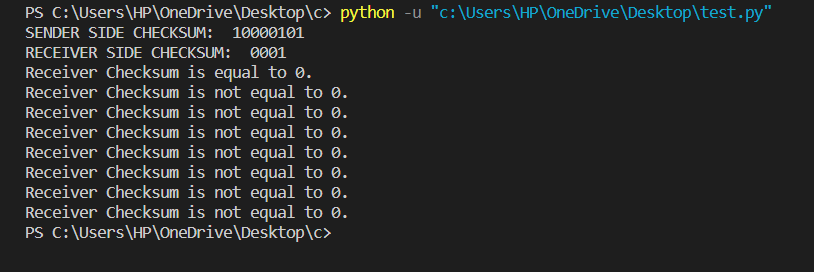 PS C:\Users\HP\OneDrive\Desktop\c> python -u "c:\Users\HP\OneDrive\Desktop\test.py"
SENDER SIDE CHECKSUM:  10000101
RECEIVER SIDE CHECKSUM:  0001
Receiver Checksum is equal to 0.
Receiver Checksum is not equal to 0.
Receiver Checksum is not equal to 0.
Receiver Checksum is not equal to 0.
Receiver Checksum is not equal to 0.
Receiver Checksum is not equal to 0.
Receiver Checksum is not equal to 0.
Receiver Checksum is not equal to 0.
PS C:\Users\HP\OneDrive\Desktop\c>